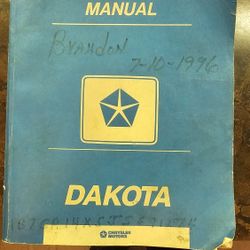 MANUAL
Brandon
7-10-1996
DAKOTA
CHRYSLER
MOTORS